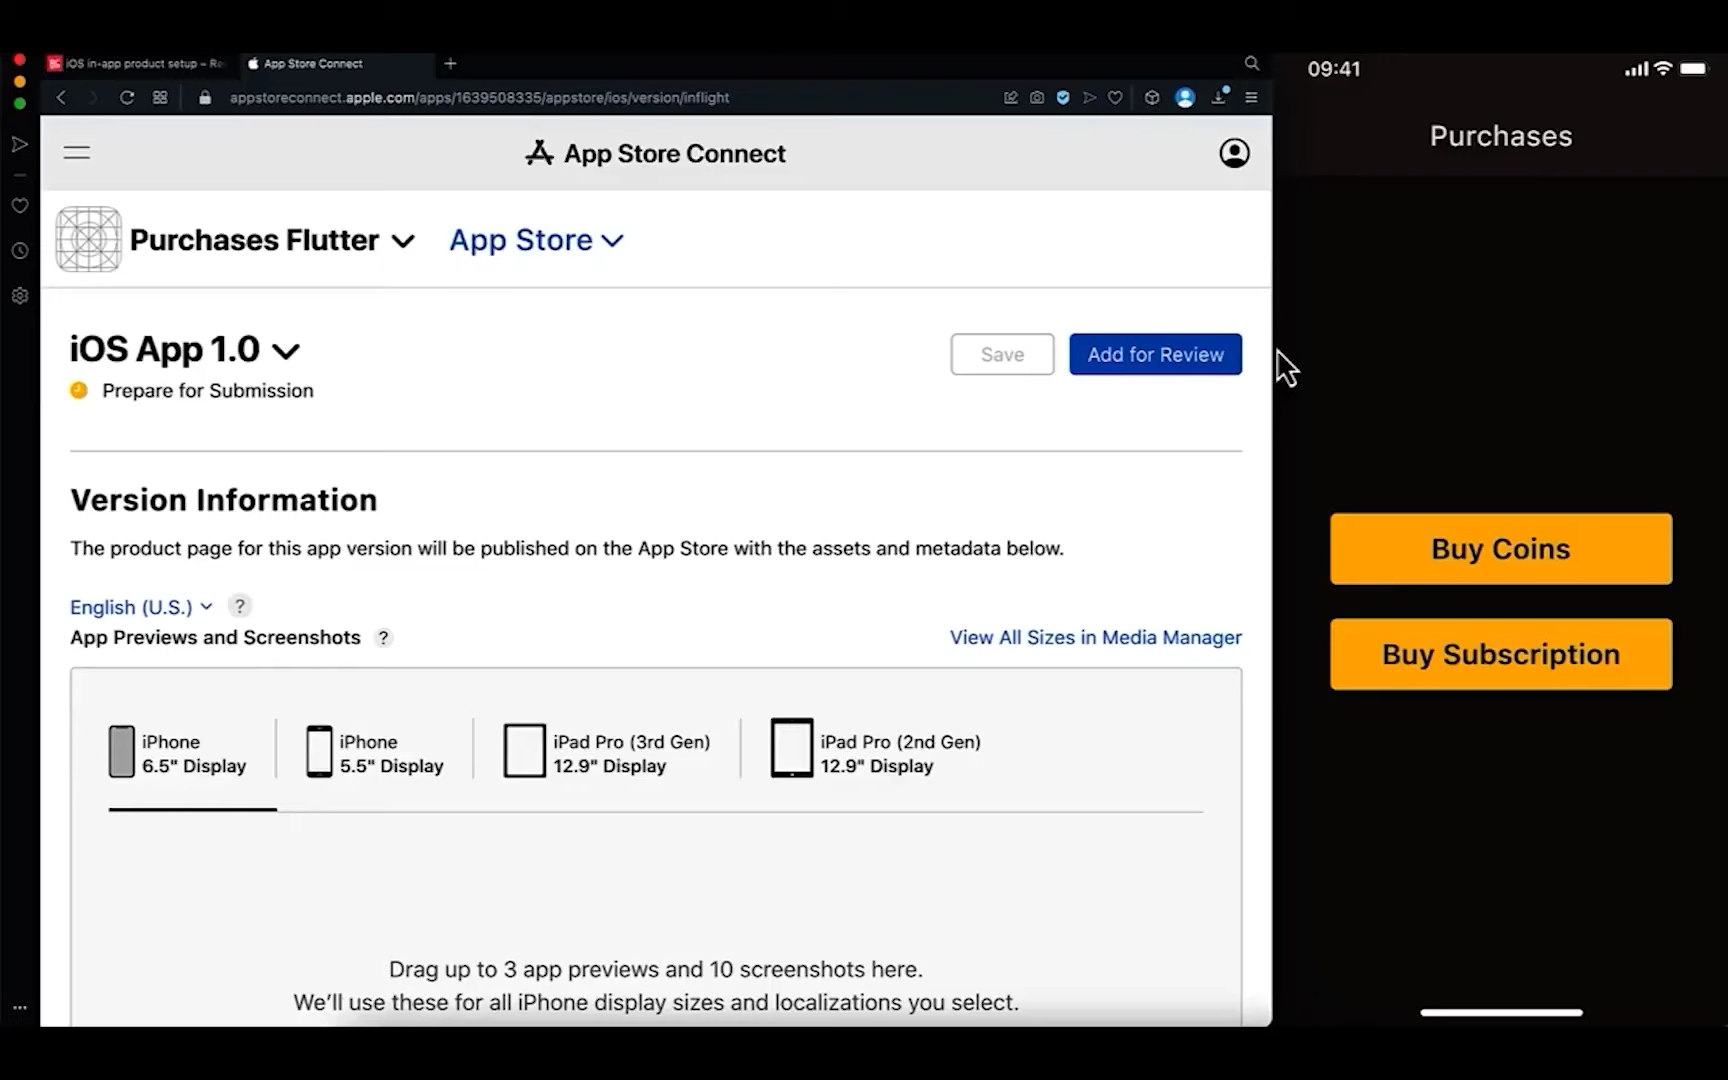 iOS in-app product setup – Re
App Store Connect
appstoreconnect.apple.com/apps/1639508335/appstore/ios/version/inflight
App Store Connect
Purchases Flutter
App Store
iOS App 1.0
Prepare for Submission
Save
Add for Review
Version Information
The product page for this app version will be published on the App Store with the assets and metadata below.
English (U.S.)
?
App Previews and Screenshots
?
View All Sizes in Media Manager
iPhone
6.5" Display
iPhone
5.5" Display
iPad Pro (3rd Gen)
12.9" Display
iPad Pro (2nd Gen)
12.9" Display
Drag up to 3 app previews and 10 screenshots here.
We'll use these for all iPhone display sizes and localizations you select.
09:41
Purchases
Buy Coins
Buy Subscription